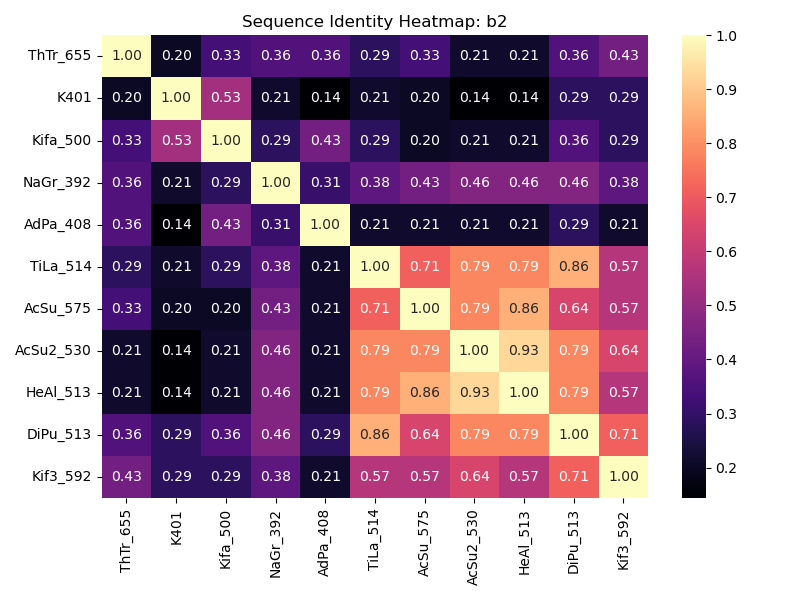 Sequence Identity Heatmap: b2
ThTr_655 1.00 0.20 0.33 0.36 0.36 0.29 0.33 0.21 0.21 0.36 0.43
K401 0.20 1.00 0.53 0.21 0.14 0.21 0.20 0.14 0.14 0.29 0.29
Kifa_500 0.33 0.53 1.00 0.29 0.43 0.29 0.20 0.21 0.21 0.36 0.29
NaGr_392 0.36 0.21 0.29 1.00 0.31 0.38 0.43 0.46 0.46 0.46 0.38
AdPa_408 0.36 0.14 0.43 0.31 1.00 0.21 0.21 0.21 0.21 0.29 0.21
TiLa_514 0.29 0.21 0.29 0.38 0.21 1.00 0.71 0.79 0.79 0.86 0.57
AcSu_575 0.33 0.20 0.20 0.43 0.21 0.71 1.00 0.79 0.86 0.64 0.57
AcSu2_530 0.21 0.14 0.21 0.46 0.21 0.79 0.79 1.00 0.93 0.79 0.64
HeAl_513 0.21 0.14 0.21 0.46 0.21 0.79 0.86 0.93 1.00 0.79 0.57
DiPu_513 0.36 0.29 0.36 0.46 0.29 0.86 0.64 0.79 0.79 1.00 0.71
Kif3_592 0.43 0.29 0.29 0.38 0.21 0.57 0.57 0.64 0.57 0.71 1.00
ThTr_655 K401 Kifa_500 NaGr_392 AdPa_408 TiLa_514 AcSu_575 AcSu2_530 HeAl_513 DiPu_513 Kif3_592
1.0
0.9
0.8
0.7
0.6
0.5
0.4
0.3
0.2